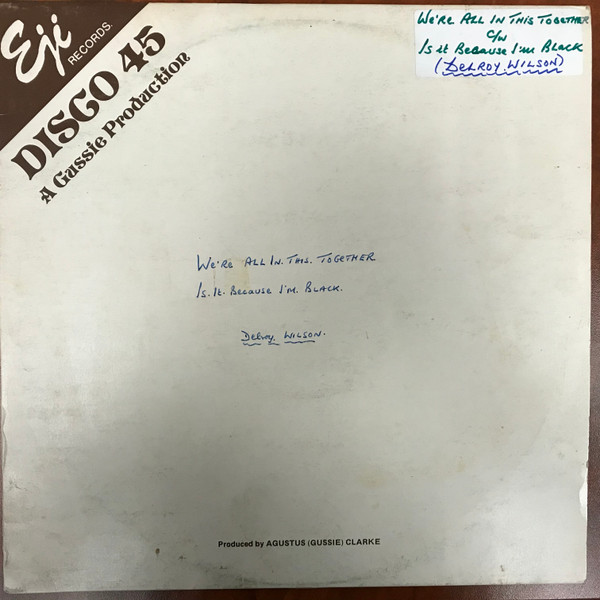 Eji
RECORDS.
DISCO 45
A Gussie Production
WE'RE ALL IN THIS TOGETHER
C/W
IS IT BECAUSE I'M BLACK
(DELROY WILSON)
WE'RE ALL IN. THIS. TOGETHER
IS. IT. BECAUSE I'M. BLACK.
DELROY. WILSON.
Produced by AGUSTUS (GUSSIE) CLARKE